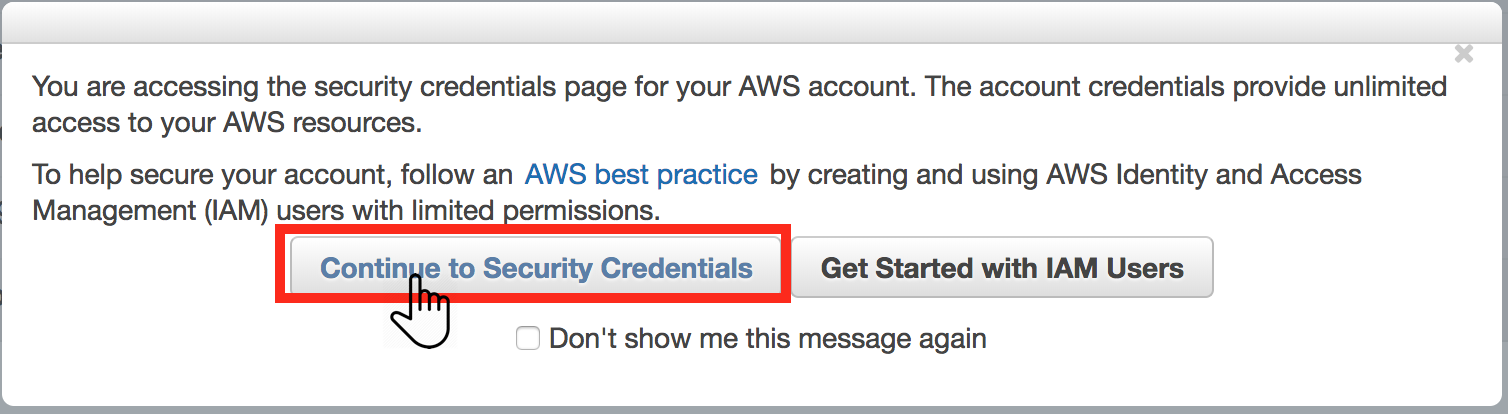 You are accessing the security credentials page for your AWS account. The account credentials provide unlimited
access to your AWS resources.
To help secure your account, follow an AWS best practice by creating and using AWS Identity and Access
Management (IAM) users with limited permissions.
Continue to Security Credentials
Get Started with IAM Users
Don't show me this message again